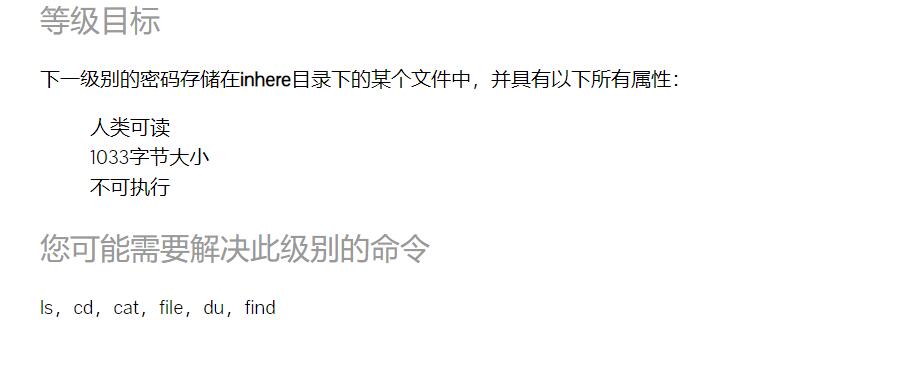 等级目标
下一级别的密码存储在inhere目录下的某个文件中，并具有以下所有属性：
人类可读
1033字节大小
不可执行
您可能需要解决此级别的命令
ls，cd，cat，file，du，find